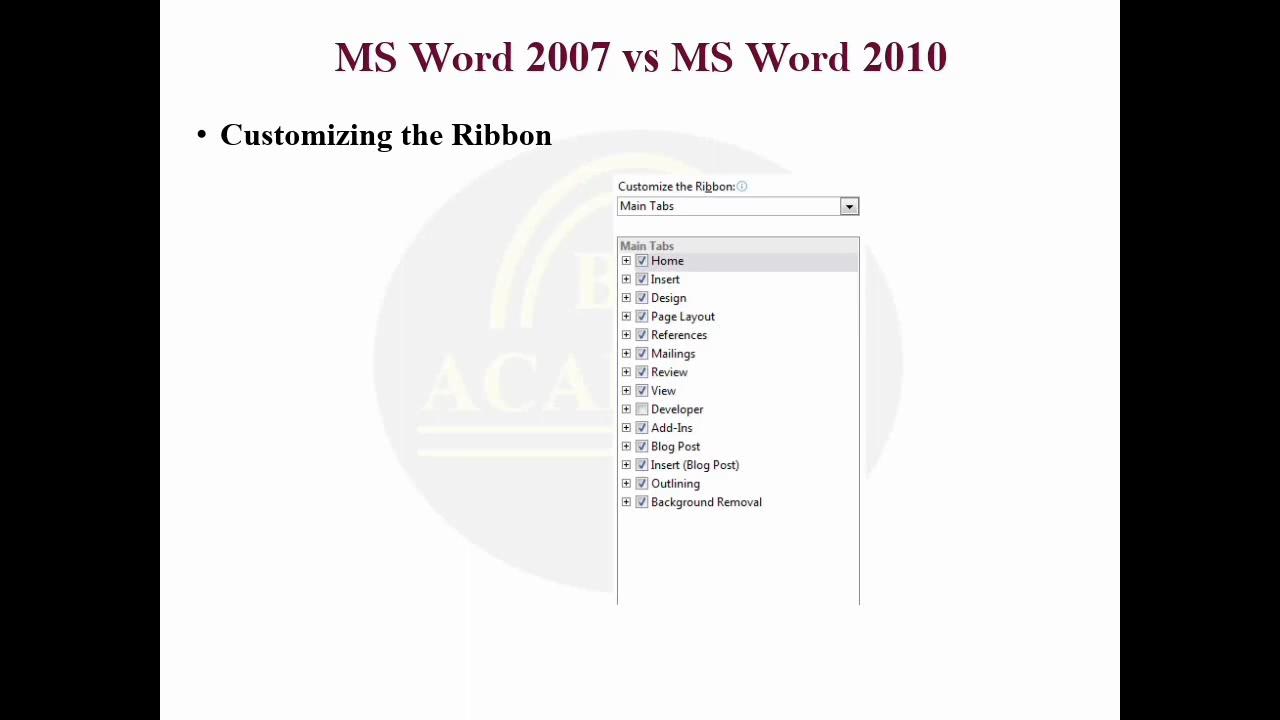 MS Word 2007 vs MS Word 2010
• Customizing the Ribbon
Customize the Ribbon:
Main Tabs
Main Tabs
Home
Insert
Design
Page Layout
References
Mailings
Review
View
Developer
Add-Ins
Blog Post
Insert (Blog Post)
Outlining
Background Removal